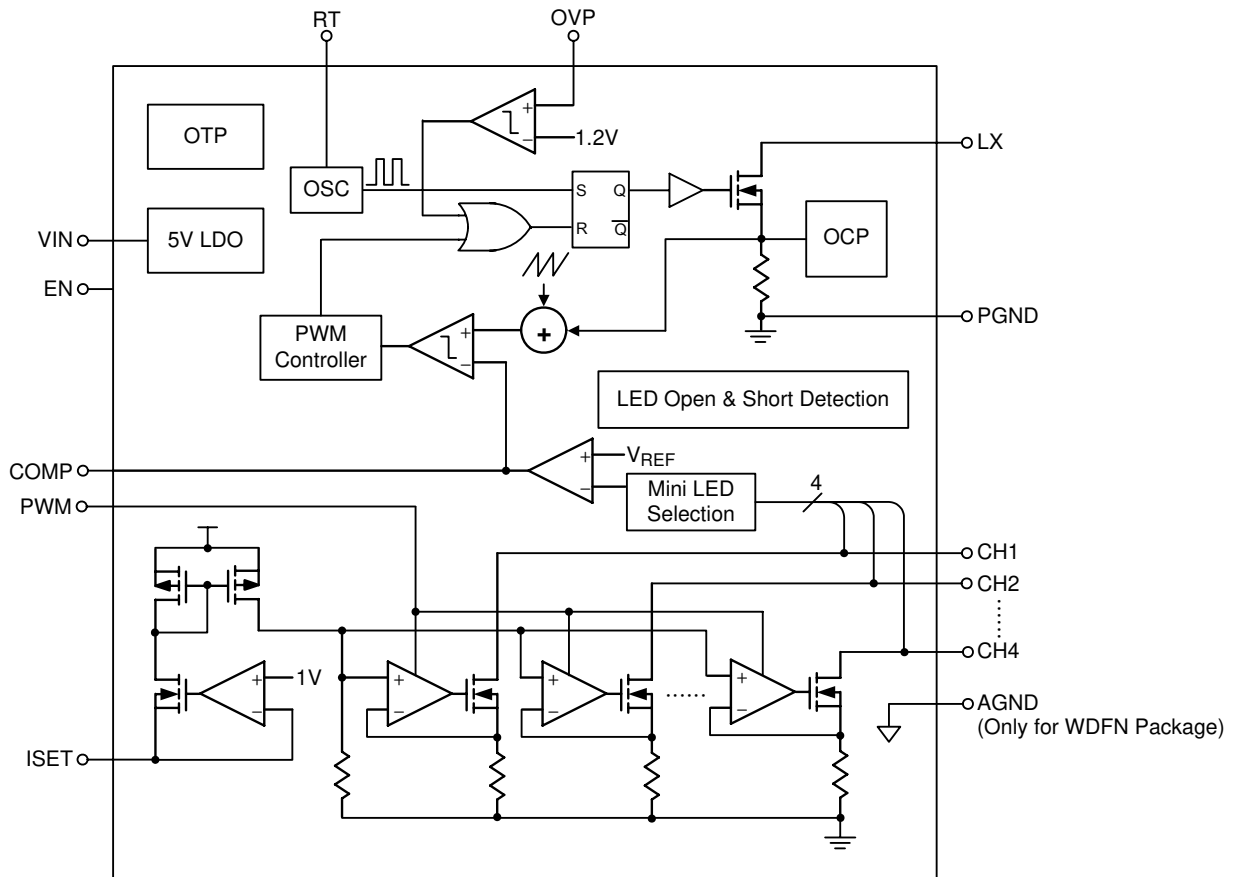 RT
OVP
OTP
+
−
1.2V
LX
OSC
S Q
R Q̅
VIN
5V LDO
OCP
EN
PWM
Controller
+
−
+
PGND
LED Open & Short Detection
COMP
+
−
VREF
Mini LED
Selection
4
PWM
CH1
CH2
CH4
1V
+
−
+
−
+
−
......
+
−
AGND
(Only for WDFN Package)
ISET